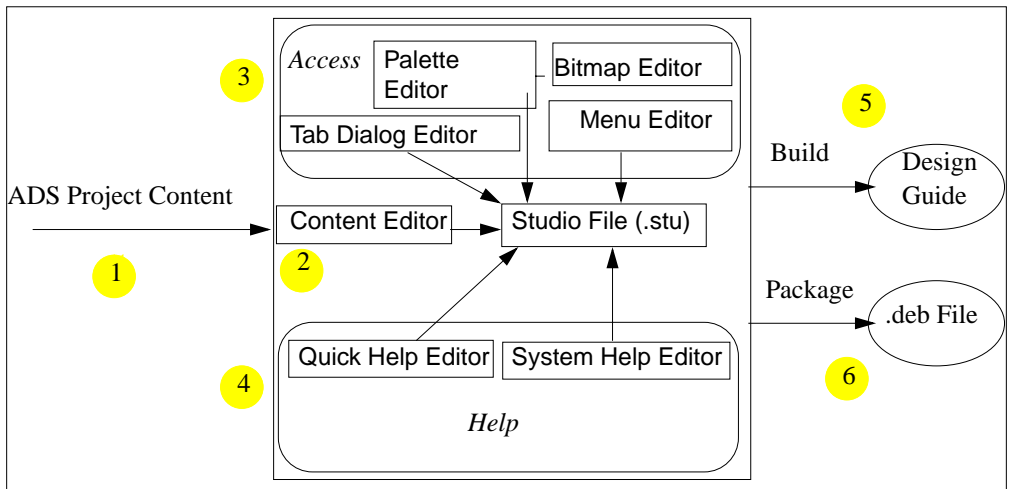 Access
Palette
Editor
Bitmap Editor
3
5
Tab Dialog Editor
Menu Editor
Build
Design
Guide
ADS Project Content
Content Editor
Studio File (.stu)
1
2
Package
.deb File
Quick Help Editor
System Help Editor
4
6
Help